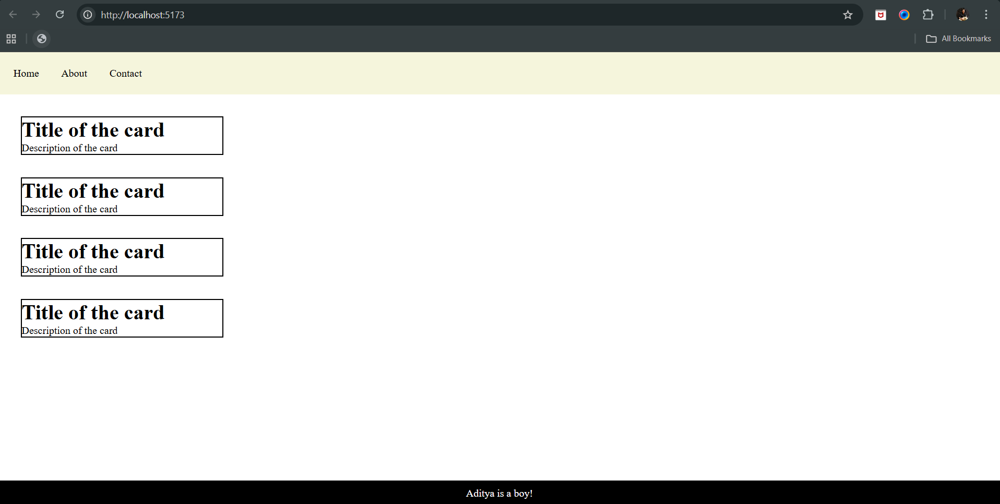 http://localhost:5173
All Bookmarks
Home About Contact
Title of the card
Description of the card
Title of the card
Description of the card
Title of the card
Description of the card
Title of the card
Description of the card
Aditya is a boy!